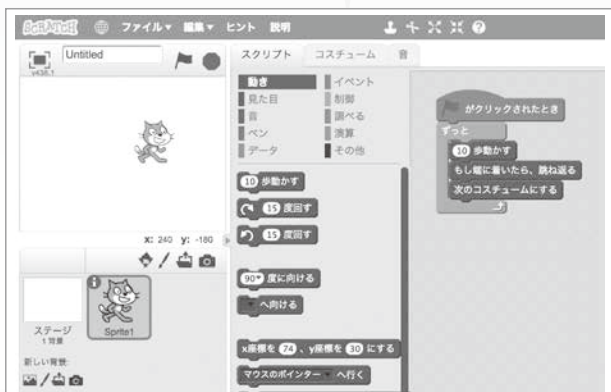 SCRATCH ファイル▼ 編集▼ ヒント 説明
Untitled
v438.1
スクリプト コスチューム 音
動き イベント
見た目 制御
音 調べる
ペン 演算
データ その他
10 歩動かす
15 度回す
15 度回す
90▼ 度に向ける
へ向ける
x座標を 74 、y座標を 30 にする
マウスのポインター へ行く
がクリックされたとき
ずっと
10 歩動かす
もし端に着いたら、跳ね返る
次のコスチュームにする
x: 240 y: -180
ステージ
1 背景
Sprite1
新しい背景: